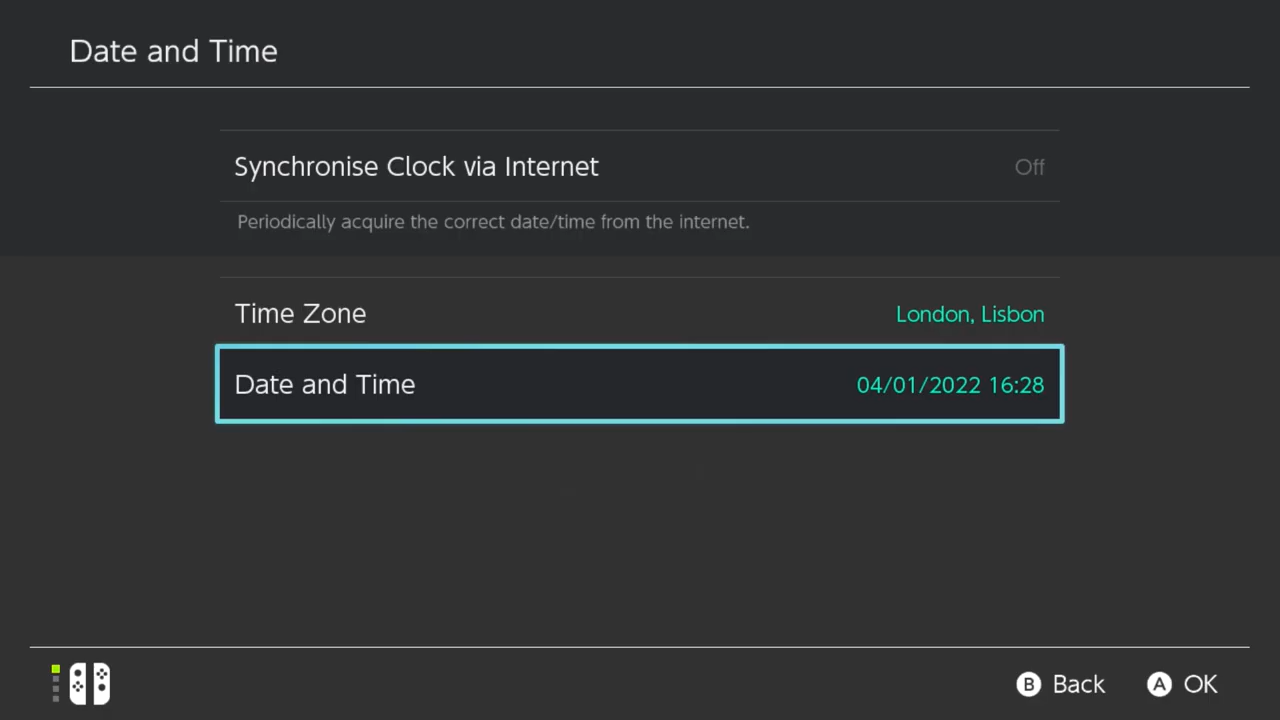 Date and Time
Synchronise Clock via Internet Off
Periodically acquire the correct date/time from the internet.
Time Zone London, Lisbon
Date and Time 04/01/2022 16:28
B Back A OK